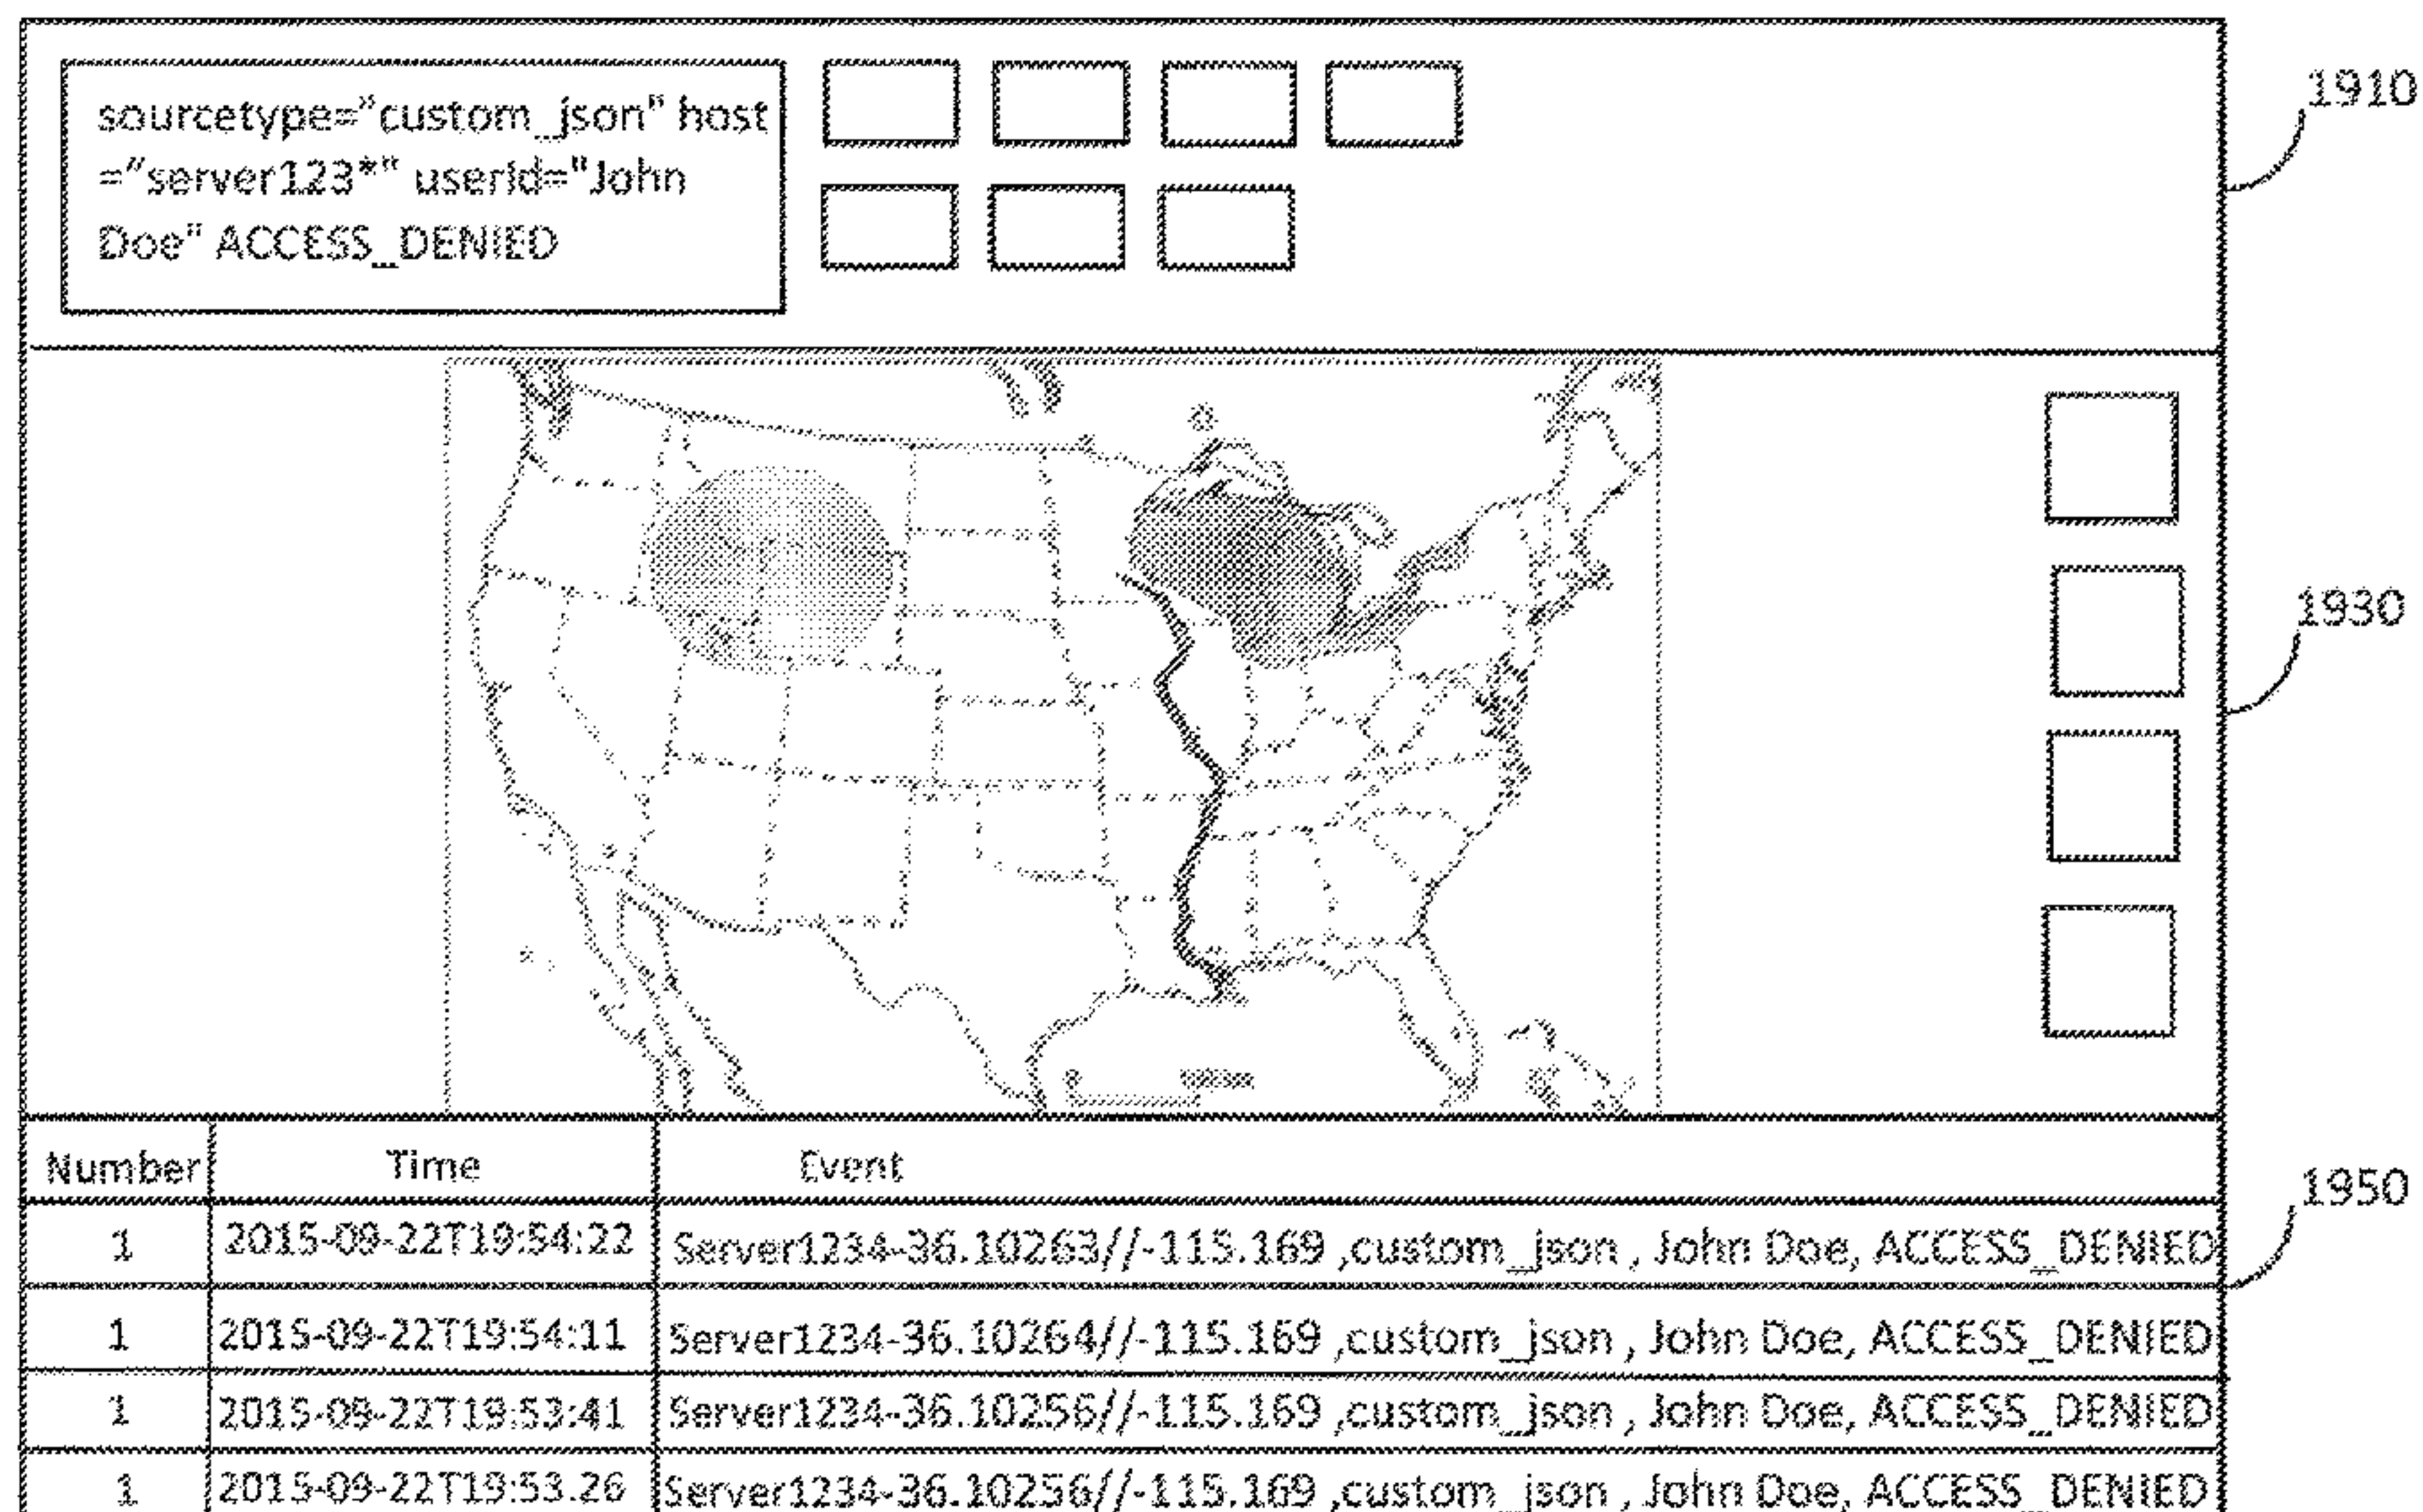 sourcetype="custom_json" host
="server123*" userid="John
Doe" ACCESS_DENIED
1910
1930
Number Time Event
1950
1 2015-09-22T19:54:22 Server1234-36.10263//-115.169 ,custom_json , John Doe, ACCESS_DENIED
1 2015-09-22T19:54:11 Server1234-36.10264//-115.169 ,custom_json , John Doe, ACCESS_DENIED
1 2015-09-22T19:53:41 Server1234-36.10256//-115.169 ,custom_json , John Doe, ACCESS_DENIED
1 2015-09-22T19:53.26 Server1234-36.10256//-115.169 ,custom_json , John Doe, ACCESS_DENIED